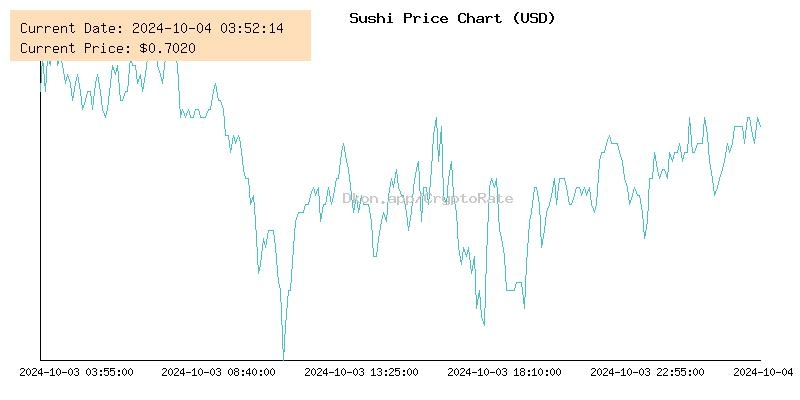 Sushi Price Chart (USD)
Current Date: 2024-10-04 03:52:14
Current Price: $0.7020
Dkon.app/CryptoRate
2024-10-03 03:55:00 2024-10-03 08:40:00 2024-10-03 13:25:00 2024-10-03 18:10:00 2024-10-03 22:55:00 2024-10-04